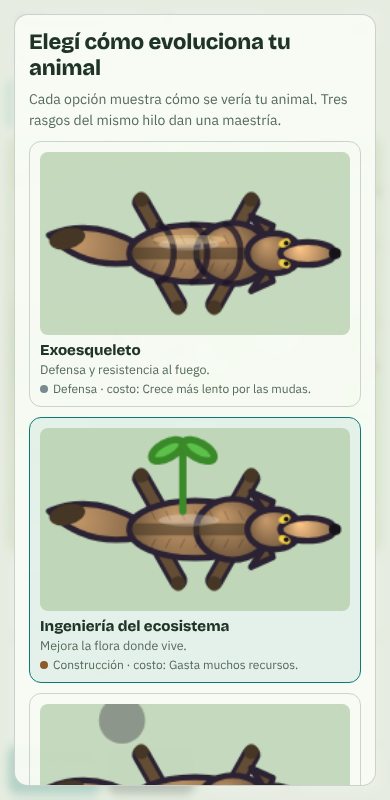 Elegí cómo evoluciona tu
animal
Cada opción muestra cómo se vería tu animal. Tres
rasgos del mismo hilo dan una maestría.
Exoesqueleto
Defensa y resistencia al fuego.
Defensa · costo: Crece más lento por las mudas.
Ingeniería del ecosistema
Mejora la flora donde vive.
Construcción · costo: Gasta muchos recursos.